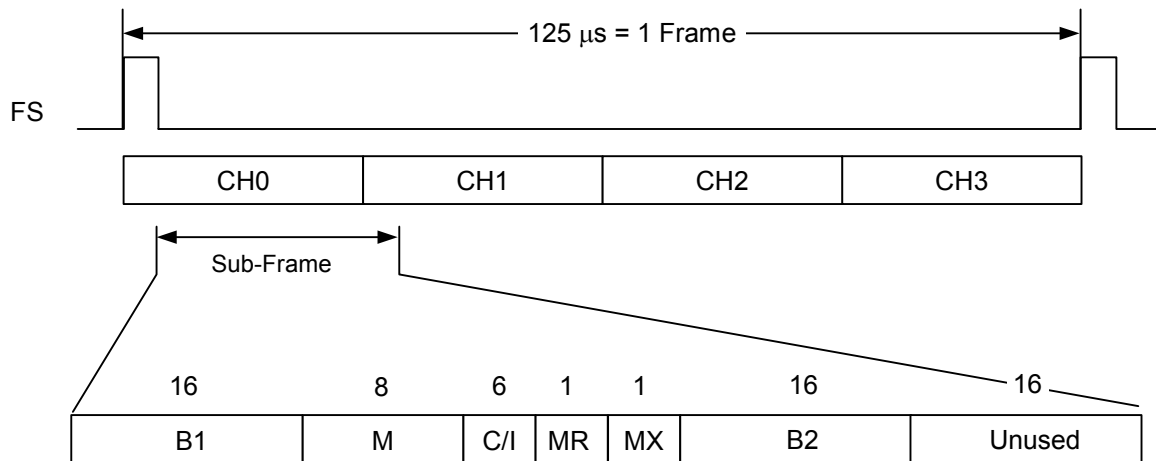 125 μs = 1 Frame
FS
CH0 CH1 CH2 CH3
Sub-Frame
16 8 6 1 1 16 16
B1 M C/I MR MX B2 Unused